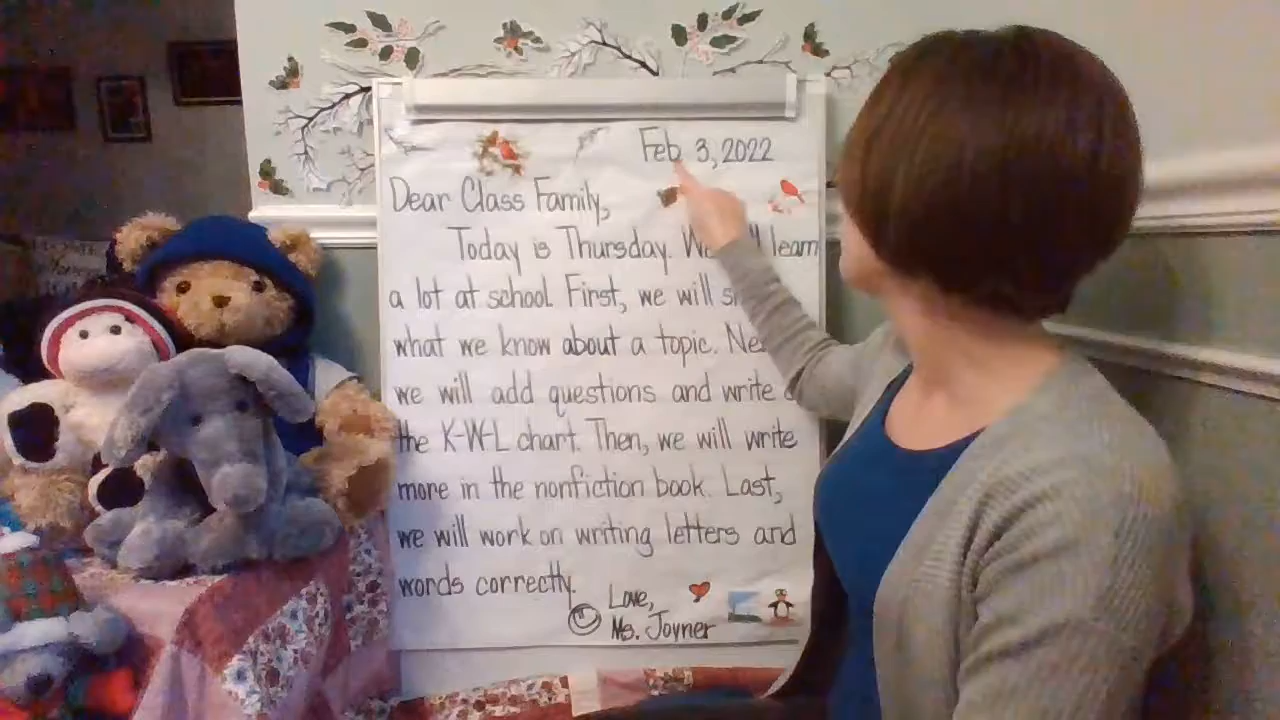 Feb. 3, 2022
Dear Class Family,
Today is Thursday. learn
a lot at school. First, we will
what we know about a topic.
we will add questions and write
the K-W-L chart. Then, we will write
more in the nonfiction book. Last,
we will work on writing letters and
words correctly.
Love,
Ms. Joyner